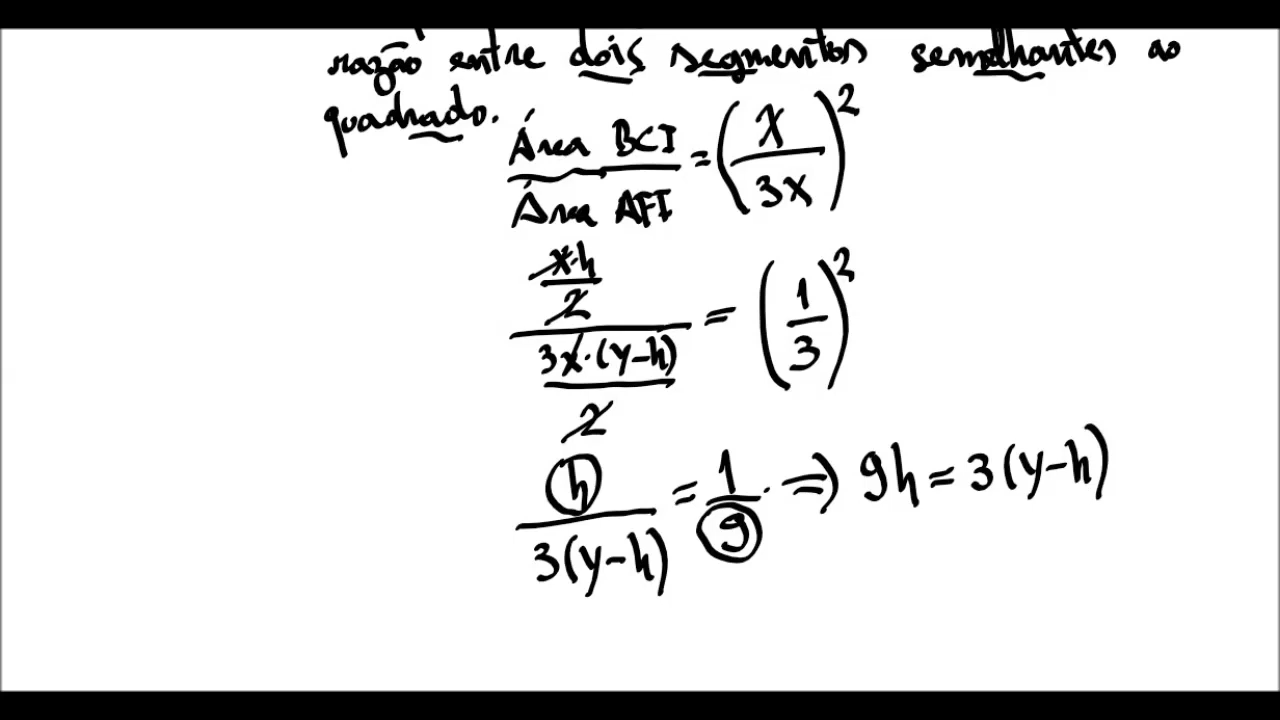 razão entre dois segmentos semelhantes ao
quadrado.
Área BCI / Área AFI = (x / 3x)²
(x·h / 2) / (3x·(y-h) / 2) = (1 / 3)²
h / 3(y-h) = 1 / 9 · ⇒ 9h = 3(y-h)